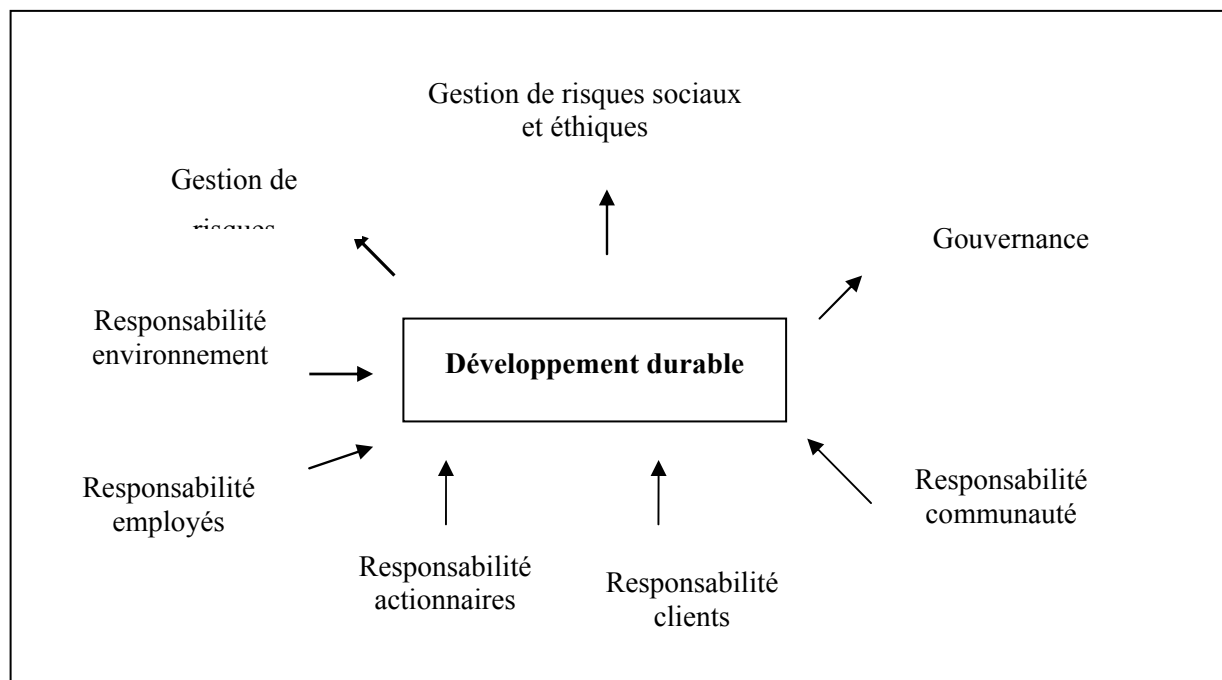 Gestion de risques sociaux
et éthiques
Gestion de
risques
Gouvernance
Responsabilité
environnement
Développement durable
Responsabilité
employés
Responsabilité
actionnaires
Responsabilité
clients
Responsabilité
communauté